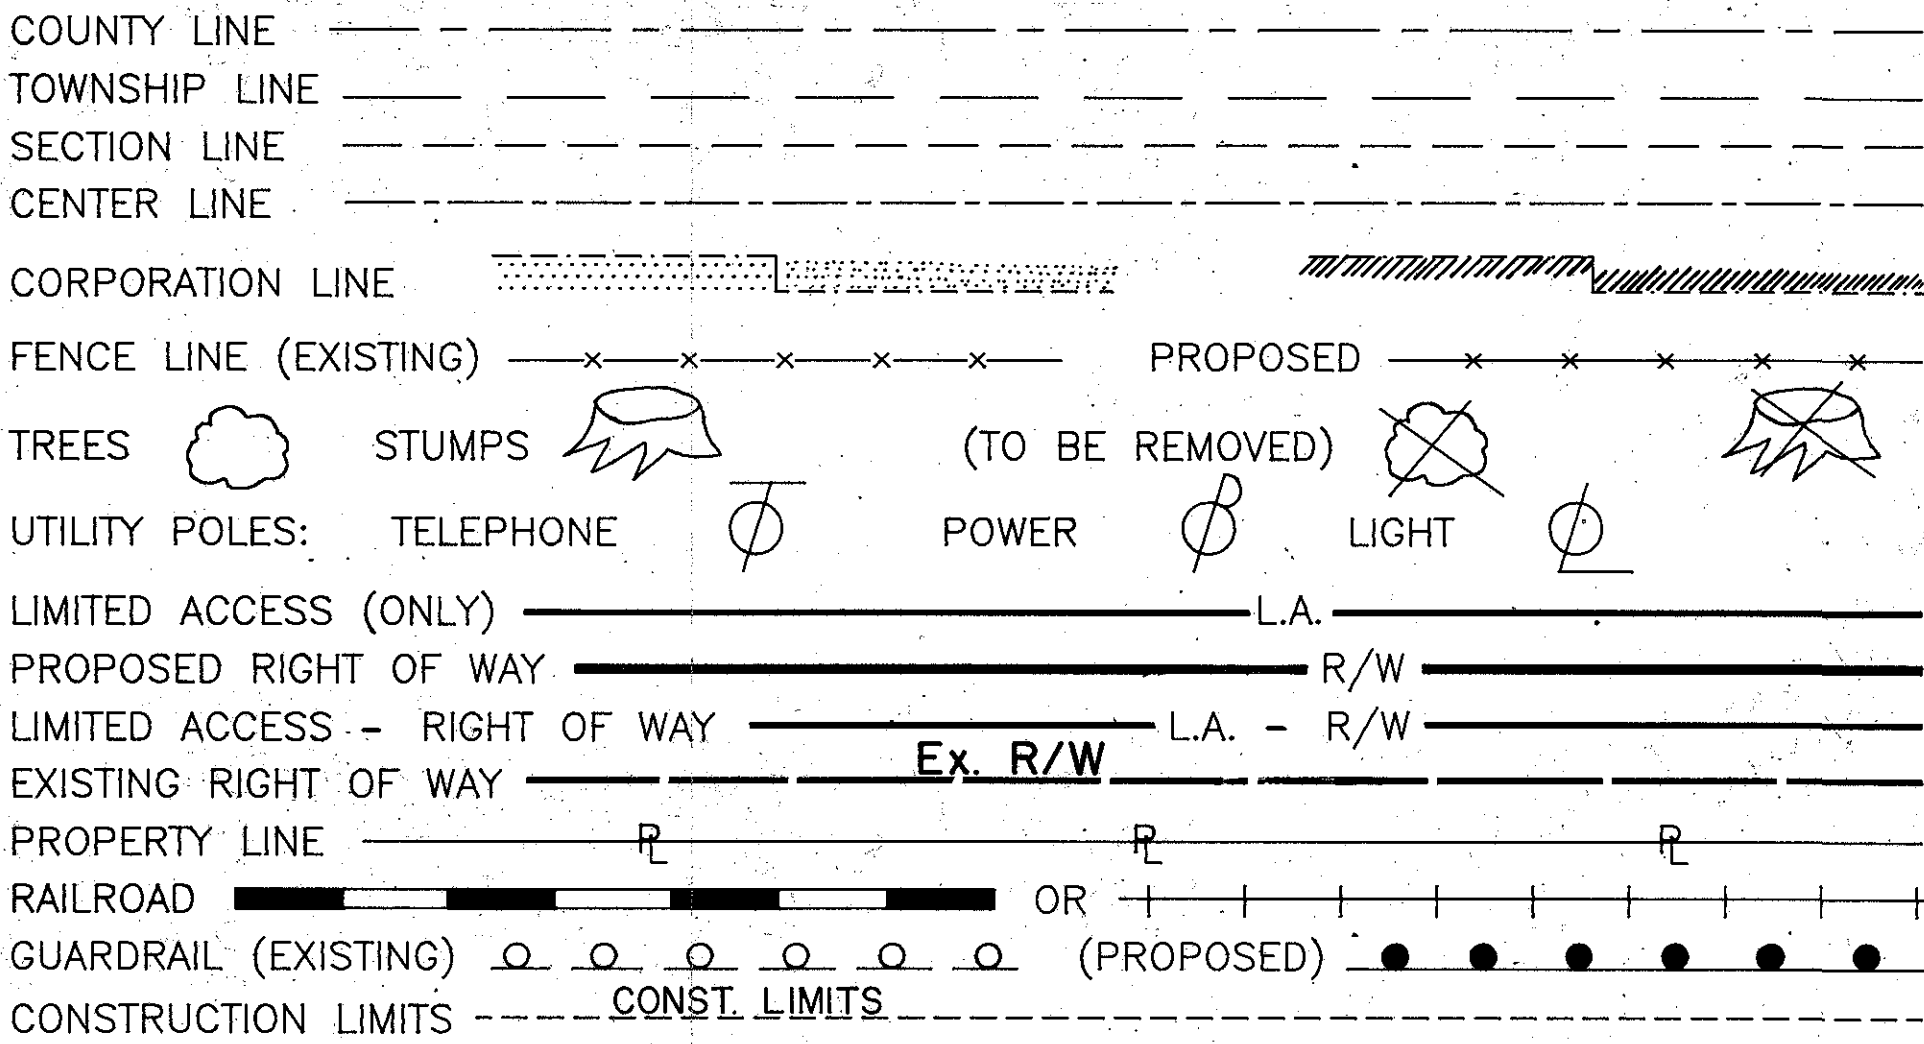 COUNTY LINE
TOWNSHIP LINE
SECTION LINE
CENTER LINE
CORPORATION LINE
FENCE LINE (EXISTING) PROPOSED
TREES STUMPS (TO BE REMOVED)
UTILITY POLES: TELEPHONE POWER LIGHT
LIMITED ACCESS (ONLY) L.A.
PROPOSED RIGHT OF WAY R/W
LIMITED ACCESS - RIGHT OF WAY L.A. - R/W
Ex. R/W
EXISTING RIGHT OF WAY
PROPERTY LINE PL PL PL
RAILROAD OR
GUARDRAIL (EXISTING) (PROPOSED)
CONST. LIMITS
CONSTRUCTION LIMITS